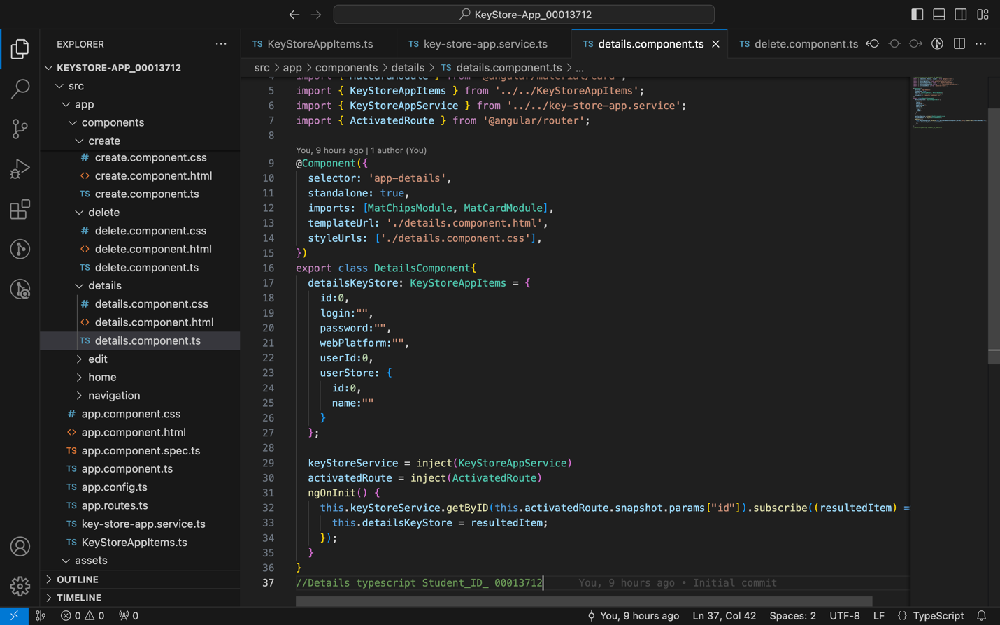 KeyStore-App_00013712
EXPLORER
KEYSTORE-APP_00013712
src
app
components
create
create.component.css
create.component.html
TS create.component.ts
delete
delete.component.css
delete.component.html
TS delete.component.ts
details
details.component.css
details.component.html
TS details.component.ts
edit
home
navigation
app.component.css
app.component.html
TS app.component.spec.ts
TS app.component.ts
TS app.config.ts
TS app.routes.ts
TS key-store-app.service.ts
TS KeyStoreAppItems.ts
assets
OUTLINE
TIMELINE
TS KeyStoreAppItems.ts
TS key-store-app.service.ts
TS details.component.ts
TS delete.component.ts
src > app > components > details > TS details.component.ts > ...
4 import { MatCardModule } from '@angular/material/card';
5 import { KeyStoreAppItems } from '../../KeyStoreAppItems';
6 import { KeyStoreAppService } from '../../key-store-app.service';
7 import { ActivatedRoute } from '@angular/router';
8
You, 9 hours ago | 1 author (You)
9 @Component({
10 selector: 'app-details',
11 standalone: true,
12 imports: [MatChipsModule, MatCardModule],
13 templateUrl: './details.component.html',
14 styleUrls: ['./details.component.css'],
15 })
16 export class DetailsComponent{
17 detailsKeyStore: KeyStoreAppItems = {
18 id:0,
19 login:"",
20 password:"",
21 webPlatform:"",
22 userId:0,
23 userStore: {
24 id:0,
25 name:""
26 }
27 };
28
29 keyStoreService = inject(KeyStoreAppService)
30 activatedRoute = inject(ActivatedRoute)
31 ngOnInit() {
32 this.keyStoreService.getByID(this.activatedRoute.snapshot.params["id"]).subscribe((resultedItem) =
33 this.detailsKeyStore = resultedItem;
34 });
35 }
36 }
37 //Details typescript Student_ID_ 00013712 You, 9 hours ago • Initial commit
0 0 0
You, 9 hours ago Ln 37, Col 42 Spaces: 2 UTF-8 LF {} TypeScript